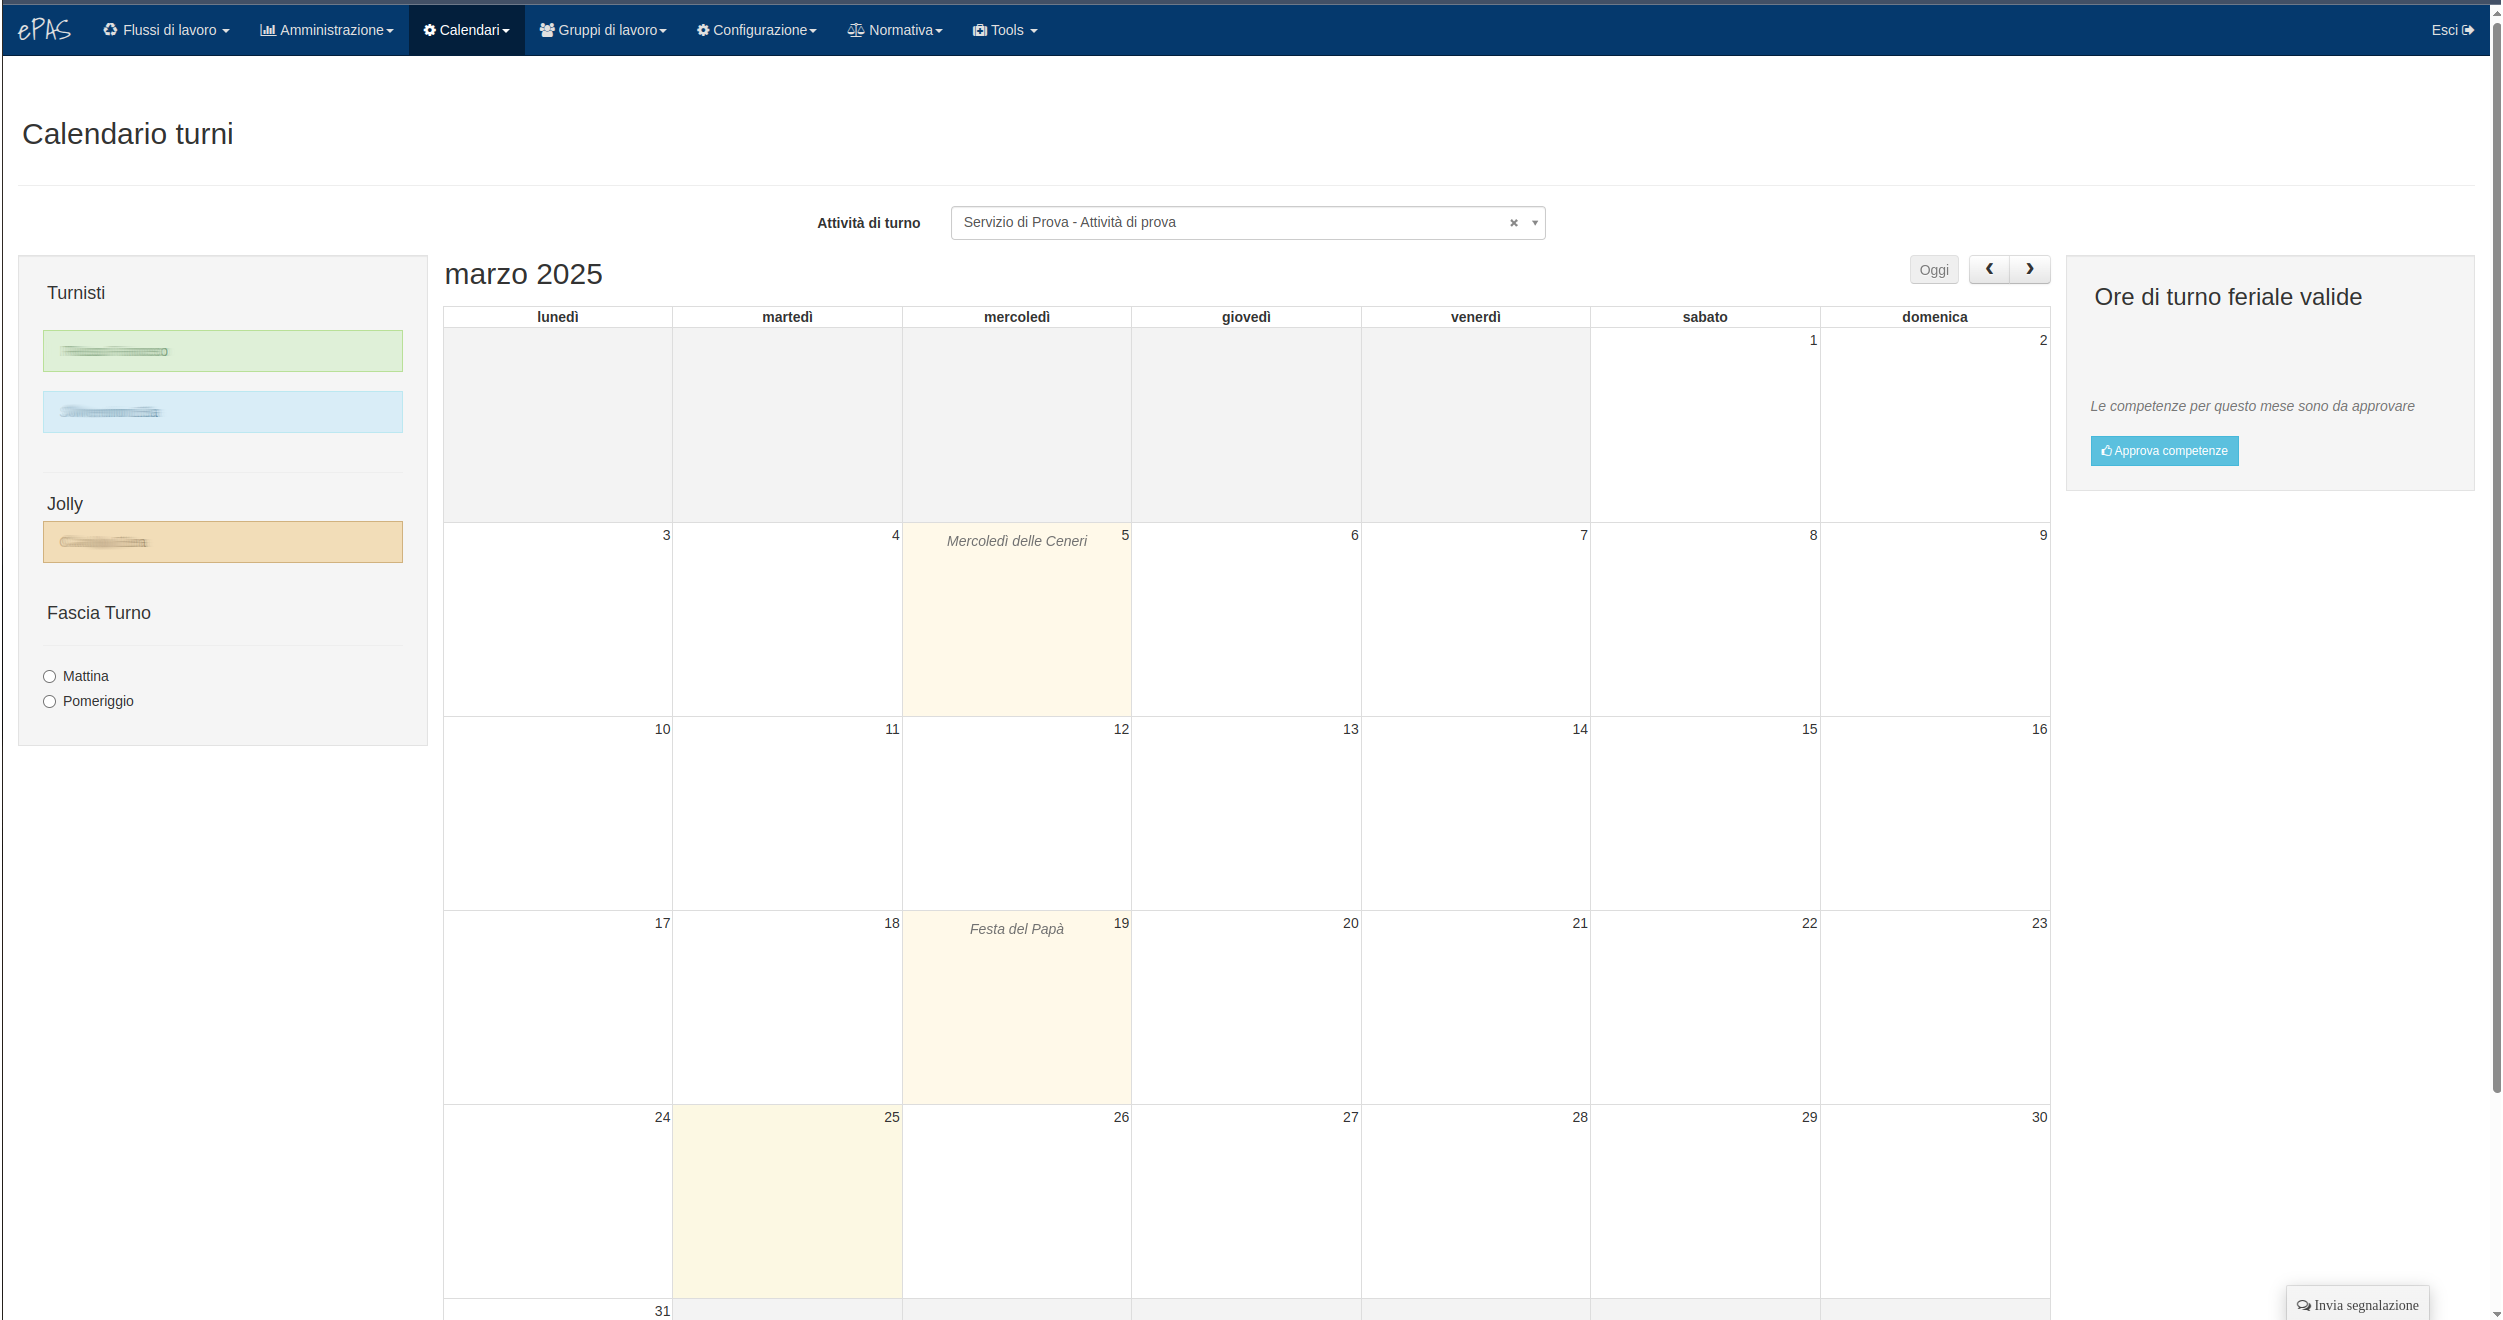 ePAS Flussi di lavoro Amministrazione Calendari Gruppi di lavoro Configurazione Normativa Tools Esci
Calendario turni
Attività di turno Servizio di Prova - Attività di prova
Turnisti
Jolly
Fascia Turno
Mattina
Pomeriggio
marzo 2025 Oggi
lunedì martedì mercoledì giovedì venerdì sabato domenica
1 2
3 4 Mercoledì delle Ceneri 5 6 7 8 9
10 11 12 13 14 15 16
17 18 Festa del Papà 19 20 21 22 23
24 25 26 27 28 29 30
31
Ore di turno feriale valide
Le competenze per questo mese sono da approvare
Approva competenze
Invia segnalazione